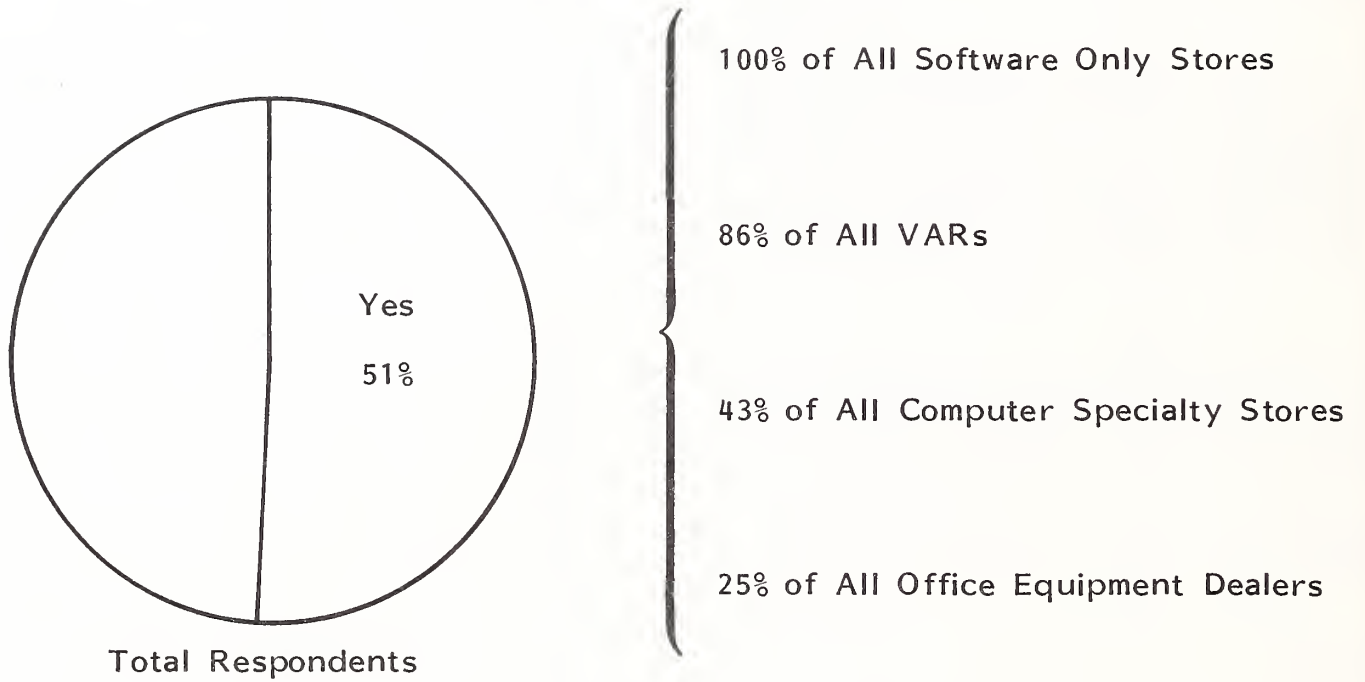 Yes
51%
Total Respondents
100% of All Software Only Stores
86% of All VARs
43% of All Computer Specialty Stores
25% of All Office Equipment Dealers